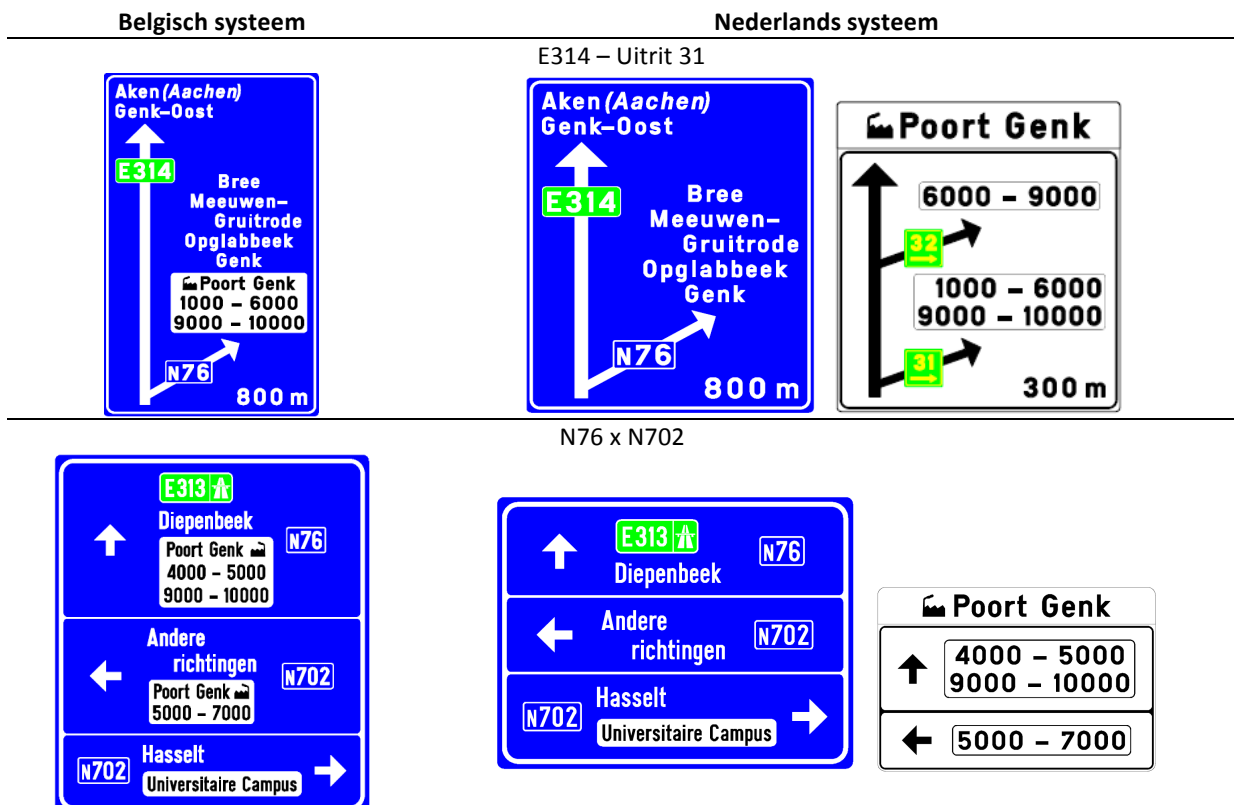 Belgisch systeem
Nederlands systeem
E314 – Uitrit 31
Aken (Aachen)
Genk–Oost
E314
Bree
Meeuwen–
Gruitrode
Opglabbeek
Genk
Poort Genk
1000 – 6000
9000 – 10000
N76
800 m
Aken (Aachen)
Genk–Oost
E314
Bree
Meeuwen–
Gruitrode
Opglabbeek
Genk
N76
800 m
Poort Genk
6000 – 9000
32
1000 – 6000
9000 – 10000
31
300 m
N76 x N702
E313
Diepenbeek
N76
Poort Genk
4000 – 5000
9000 – 10000
Andere
richtingen
N702
Poort Genk
5000 – 7000
Hasselt
N702
Universitaire Campus
E313
N76
Diepenbeek
Andere
richtingen
N702
Hasselt
N702
Universitaire Campus
Poort Genk
4000 – 5000
9000 – 10000
5000 – 7000